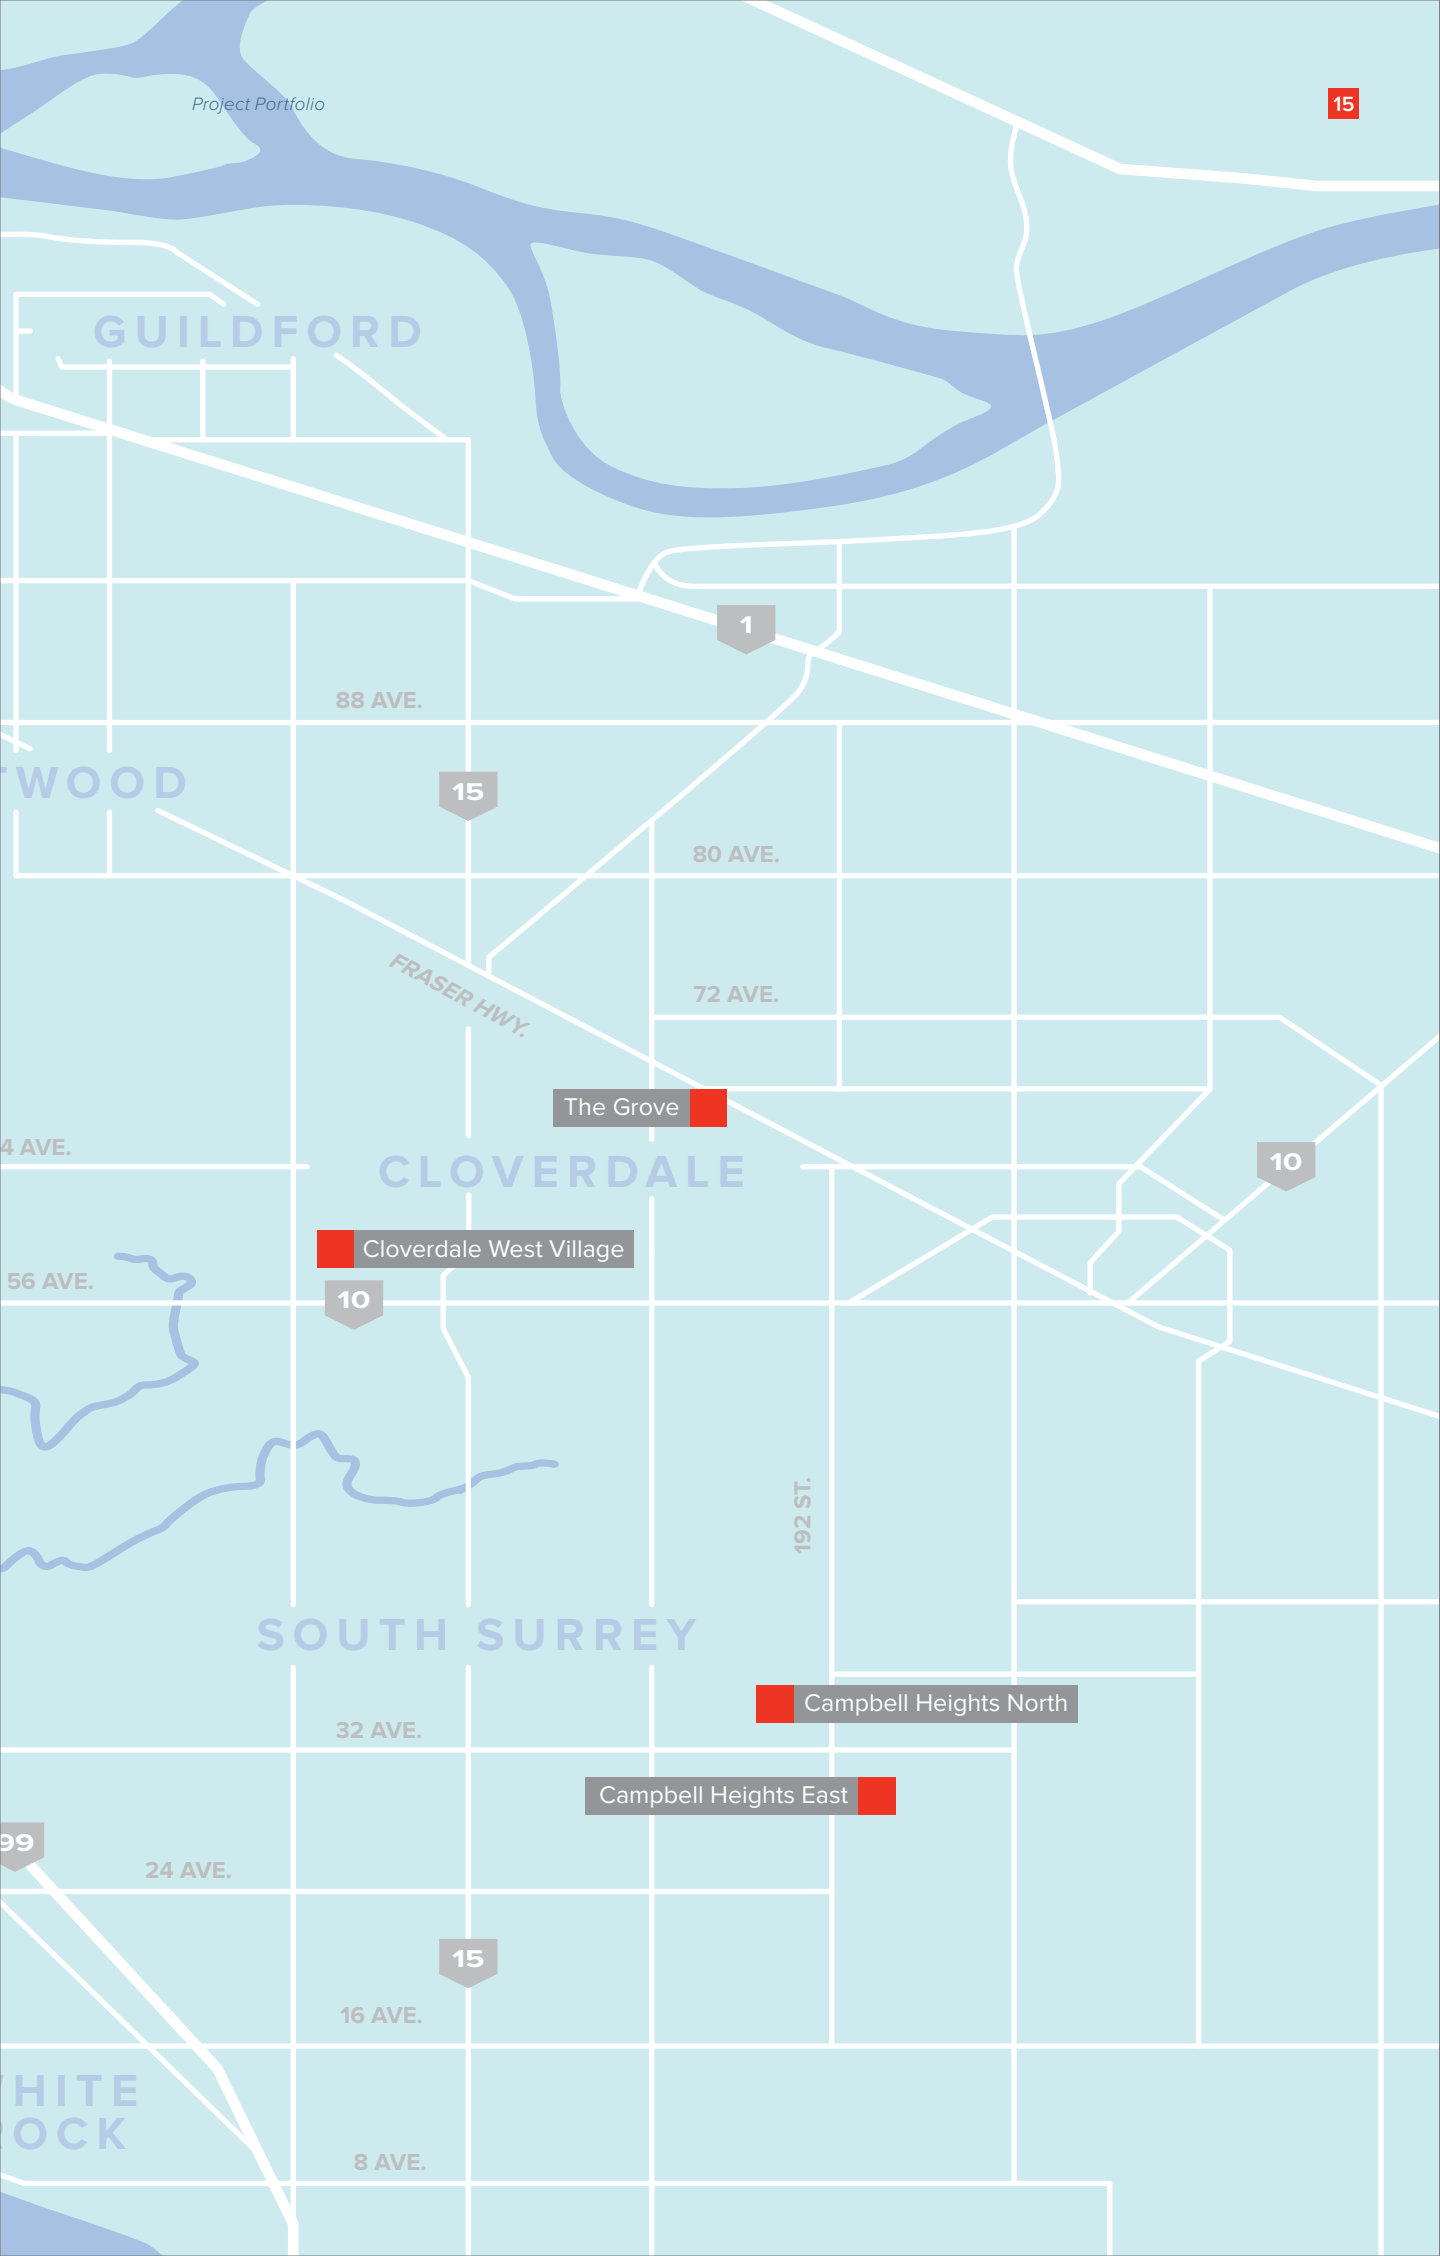 Project Portfolio
15
GUILDFORD
1
88 AVE.
TWOOD
15
80 AVE.
FRASER HWY.
72 AVE.
The Grove
4 AVE.
CLOVERDALE
10
Cloverdale West Village
56 AVE.
10
192 ST.
SOUTH SURREY
Campbell Heights North
32 AVE.
Campbell Heights East
99
24 AVE.
15
16 AVE.
HITE
OCK
8 AVE.